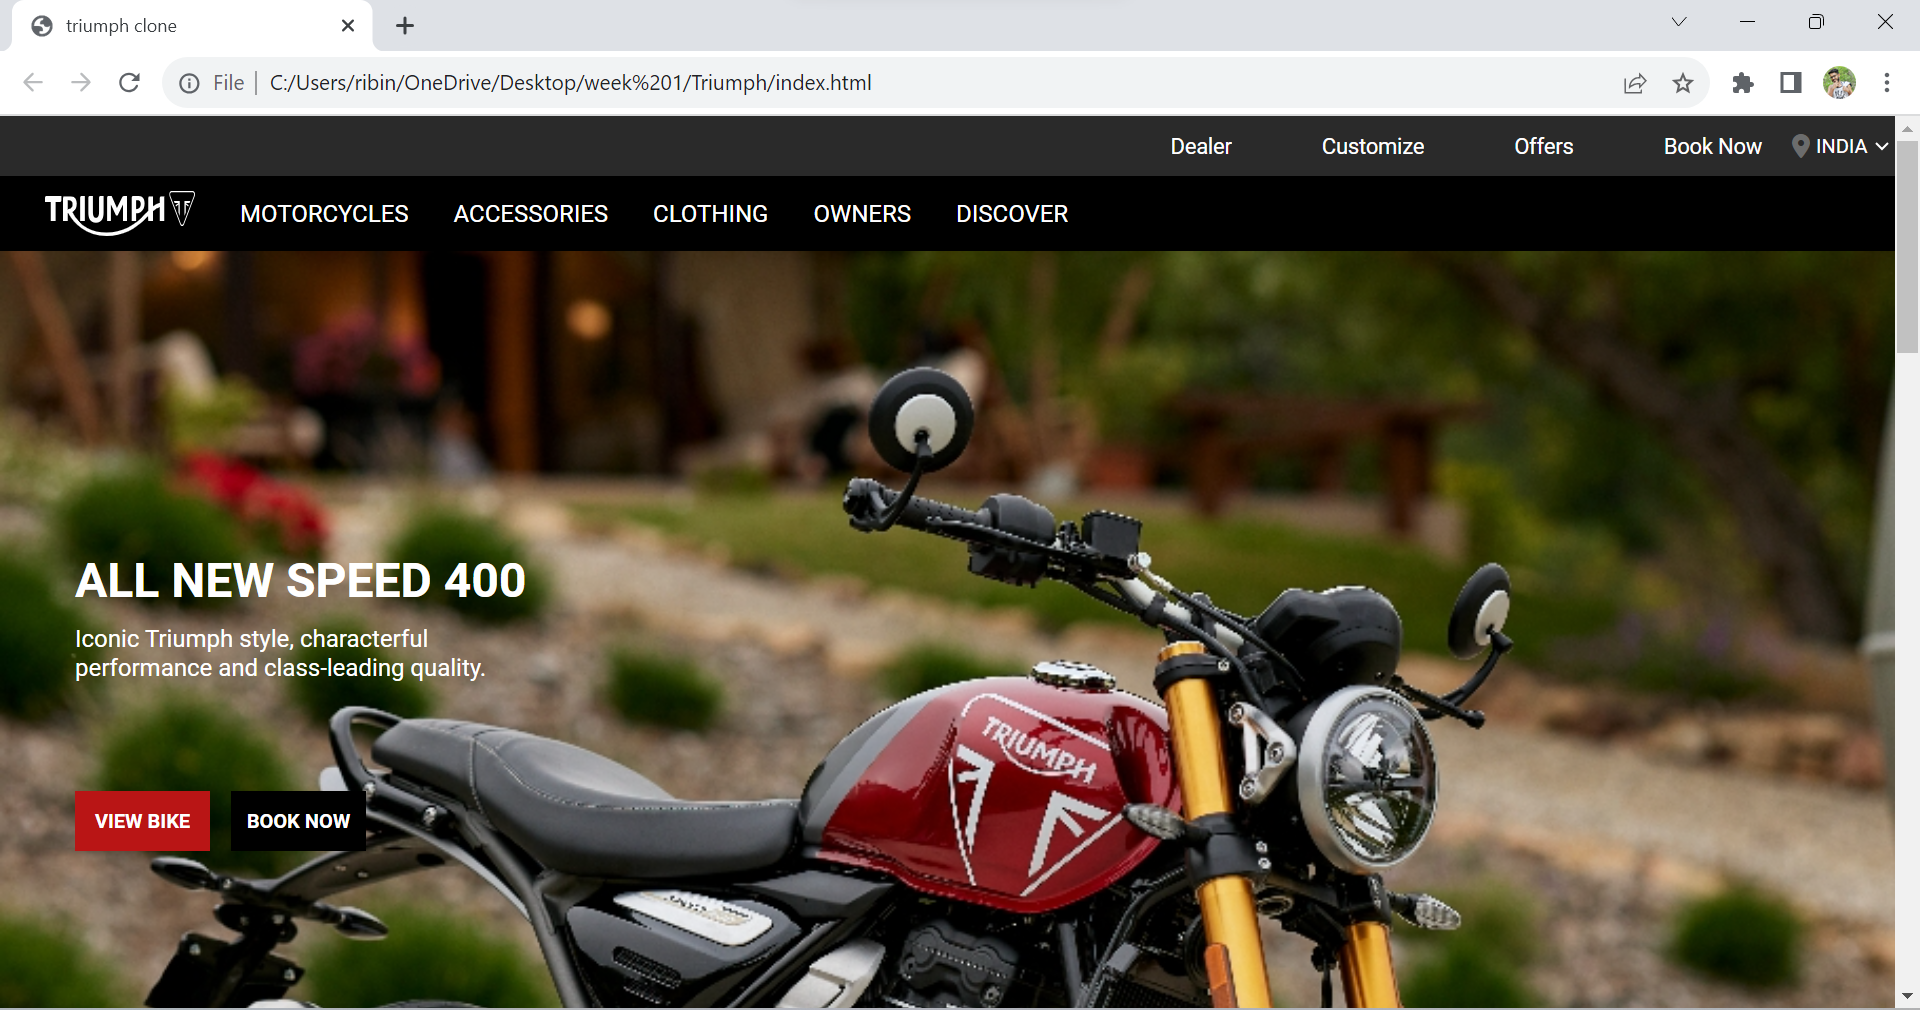 triumph clone
File
C:/Users/ribin/OneDrive/Desktop/week%201/Triumph/index.html
Dealer
Customize
Offers
Book Now
INDIA
TRIUMPH
MOTORCYCLES
ACCESSORIES
CLOTHING
OWNERS
DISCOVER
ALL NEW SPEED 400
Iconic Triumph style, characterful
performance and class-leading quality.
TRIUMPH
VIEW BIKE
BOOK NOW